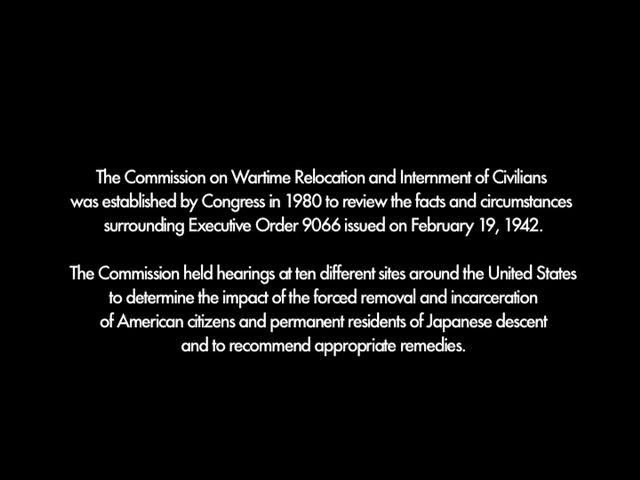 The Commission on Wartime Relocation and Internment of Civilians
was established by Congress in 1980 to review the facts and circumstances
surrounding Executive Order 9066 issued on February 19, 1942.
The Commission held hearings at ten different sites around the United States
to determine the impact of the forced removal and incarceration
of American citizens and permanent residents of Japanese descent
and to recommend appropriate remedies.